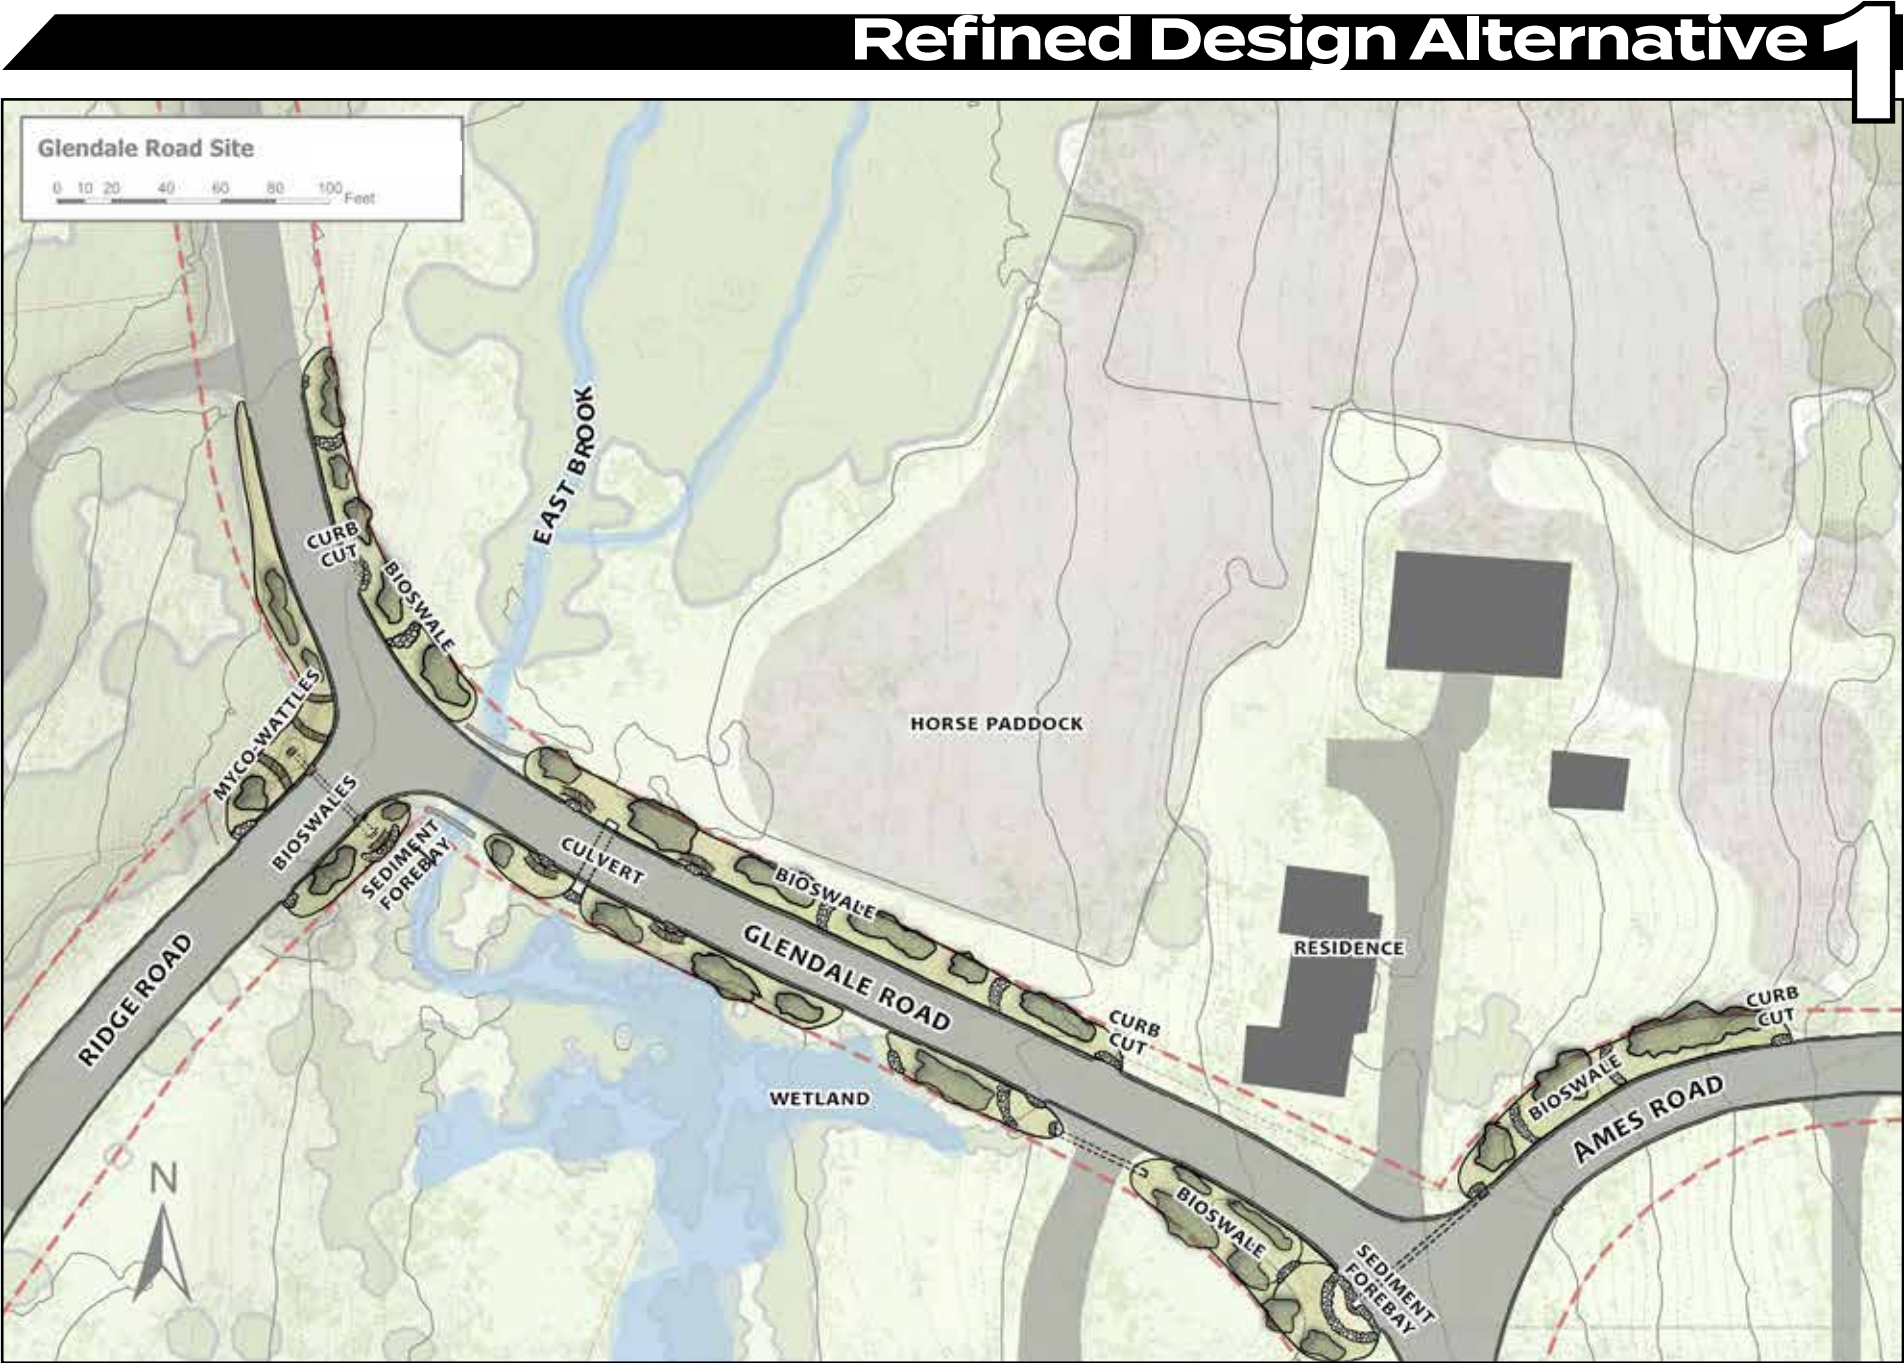 Refined Design Alternative 1
Glendale Road Site
0 10 20 40 60 80 100 Feet
EAST BROOK
CURB
CUT
BIOSWALE
MYCO-WATTLES
BIOSWALES
SEDIMENT
FOREBAY
CULVERT
HORSE PADDOCK
BIOSWALE
GLENDALE ROAD
RIDGE ROAD
RESIDENCE
CURB
CUT
CURB
CUT
BIOSWALE
AMES ROAD
WETLAND
BIOSWALE
SEDIMENT
FOREBAY
N